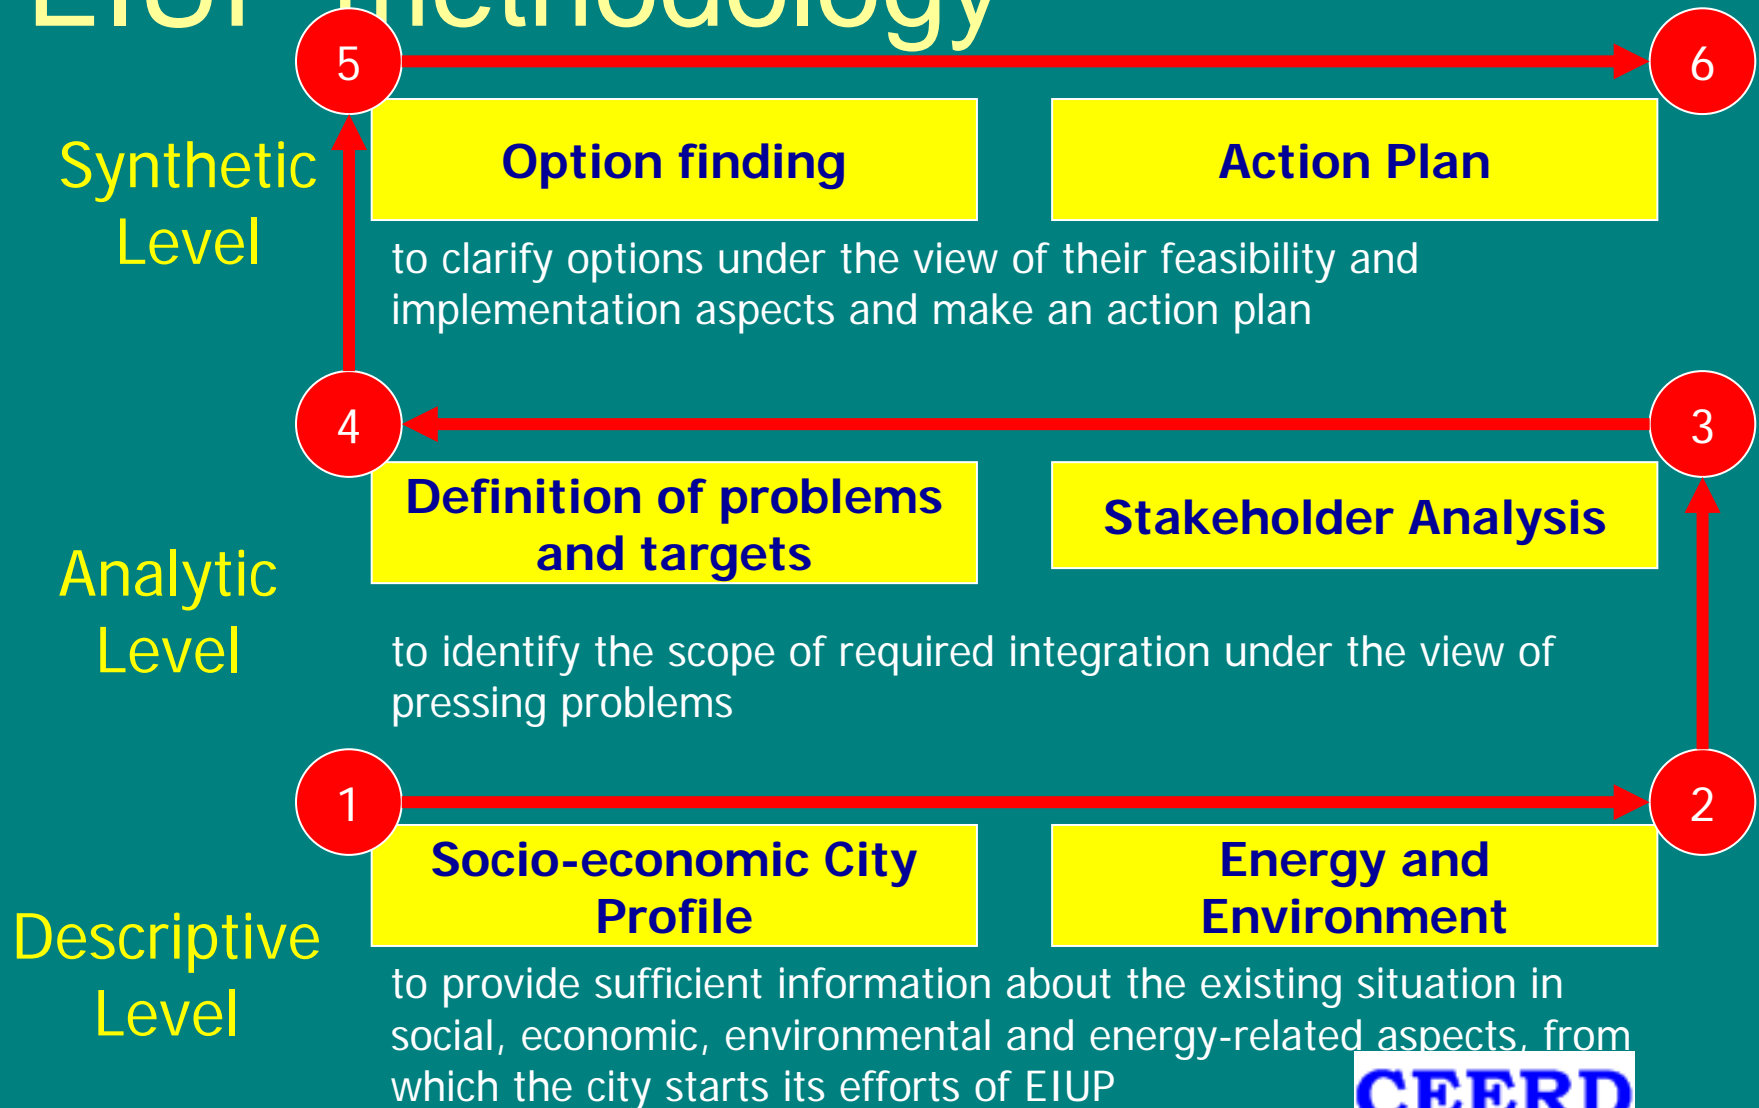 EIUP methodology
5
6
Synthetic
Level
Option finding
Action Plan
to clarify options under the view of their feasibility and
implementation aspects and make an action plan
4
3
Analytic
Level
Definition of problems
and targets
Stakeholder Analysis
to identify the scope of required integration under the view of
pressing problems
1
2
Descriptive
Level
Socio-economic City
Profile
Energy and
Environment
to provide sufficient information about the existing situation in
social, economic, environmental and energy-related aspects, from
which the city starts its efforts of EIUP
CEERD